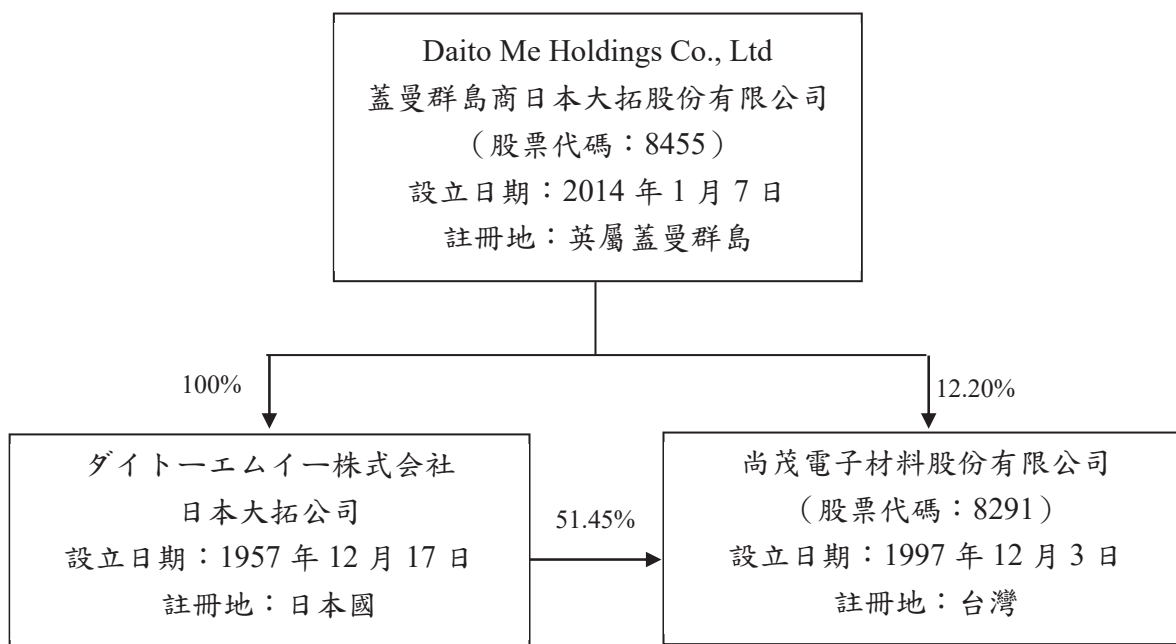 Daito Me Holdings Co., Ltd
蓋曼群島商日本大拓股份有限公司
（股票代碼：8455）
設立日期：2014 年 1 月 7 日
註冊地：英屬蓋曼群島
100%
12.20%
ダイトーエムイー株式会社
日本大拓公司
設立日期：1957 年 12 月 17 日
註冊地：日本國
51.45%
尚茂電子材料股份有限公司
（股票代碼：8291）
設立日期：1997 年 12 月 3 日
註冊地：台灣